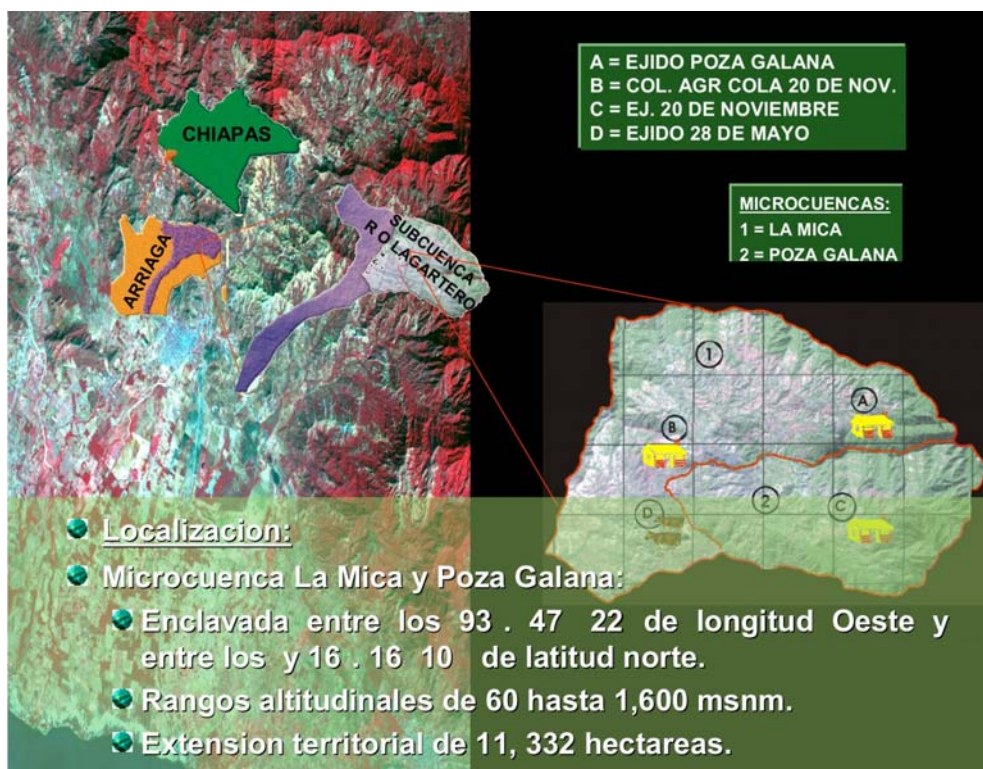 A = EJIDO POZA GALANA
B = COL. AGR COLA 20 DE NOV.
C = EJ. 20 DE NOVIEMBRE
D = EJIDO 28 DE MAYO
CHIAPAS
MICROCUENCAS:
1 = LA MICA
2 = POZA GALANA
ARRIAGA
SUBCUENCA
R O LAGARTERO
1
A
B
2
D
C
Localizacion:
Microcuenca La Mica y Poza Galana:
Enclavada entre los 93 . 47 22 de longitud Oeste y
entre los y 16 . 16 10 de latitud norte.
Rangos altitudinales de 60 hasta 1,600 msnm.
Extension territorial de 11, 332 hectareas.